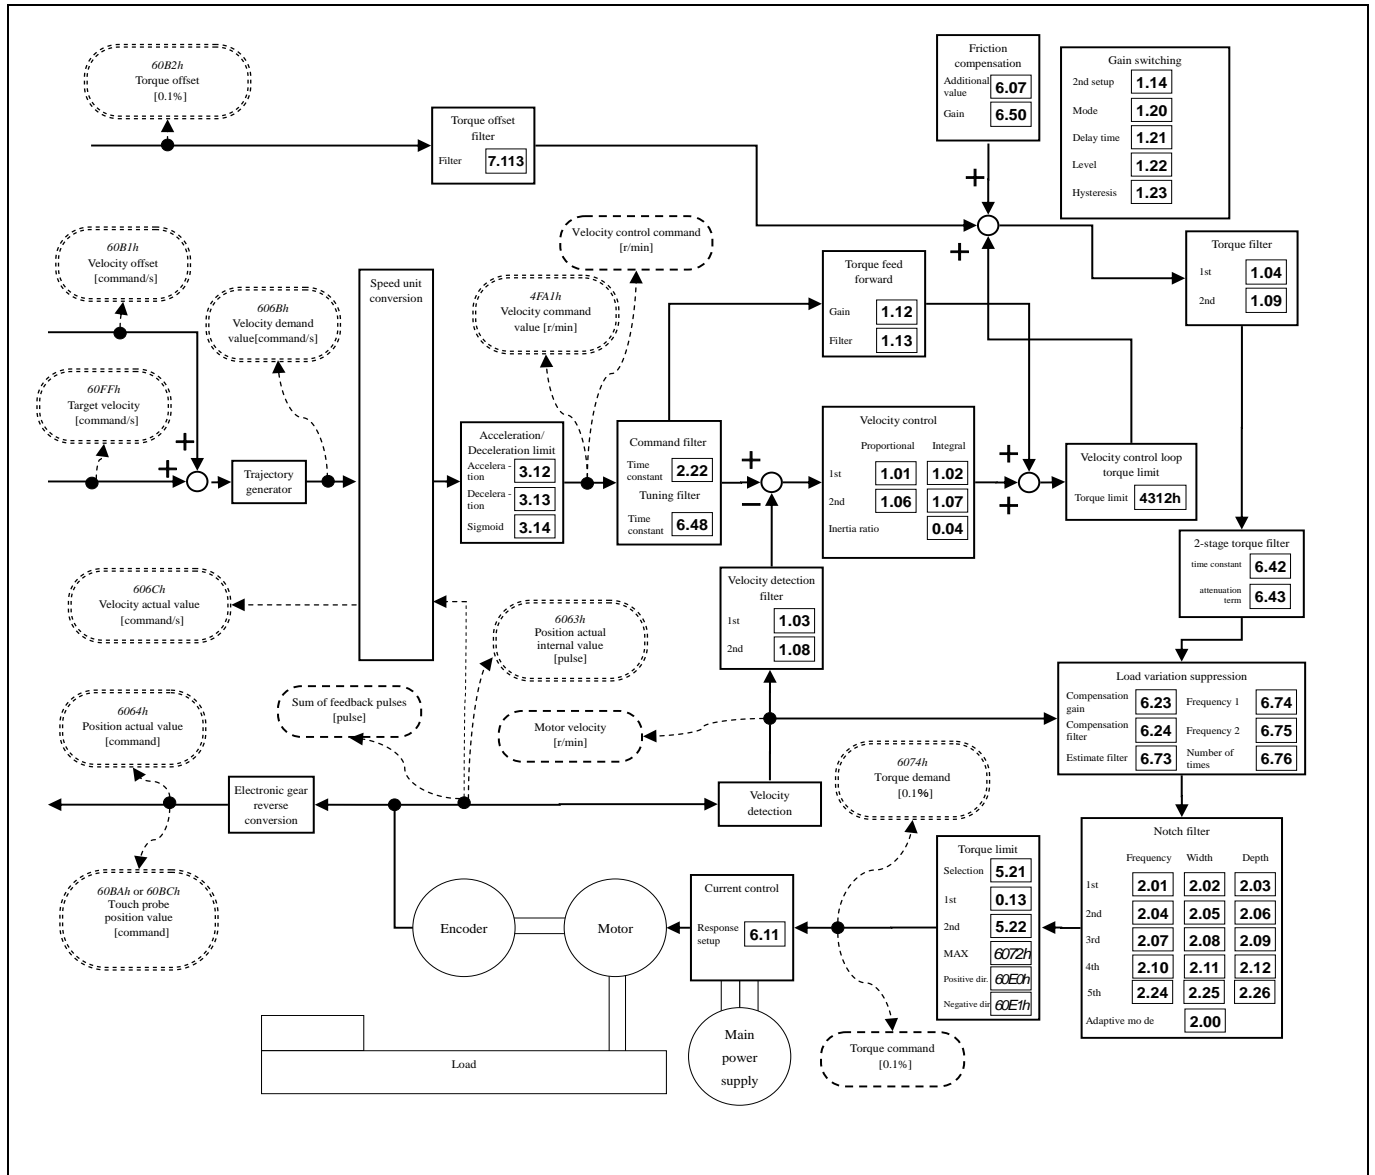 60B2h
Torque offset
[0.1%]
Torque offset
filter
Filter 7.113
Friction
compensation
Additional
value 6.07
Gain 6.50
+
+
Gain switching
2nd setup 1.14
Mode 1.20
Delay time 1.21
Level 1.22
Hysteresis 1.23
60B1h
Velocity offset
[command/s]
606Bh
Velocity demand
value[command/s]
60FFh
Target velocity
[command/s]
+
+
Trajectory
generator
Speed unit
conversion
4FA1h
Velocity command
value [r/min]
Velocity control command
[r/min]
Acceleration/
Deceleration limit
Accelera - 
tion 3.12
Decelera -
tion 3.13
Sigmoid 3.14
Command filter
Time
constant 2.22
Tuning filter
Time
constant 6.48
+
−
Torque feed
forward
Gain 1.12
Filter 1.13
Velocity control
Proportional Integral
1st 1.01 1.02
2nd 1.06 1.07
Inertia ratio 0.04
+
+
Velocity control loop
torque limit
Torque limit 4312h
Torque filter
1st 1.04
2nd 1.09
2-stage torque filter
time constant 6.42
attenuation
term 6.43
606Ch
Velocity actual value
[command/s]
6063h
Position actual
internal value
[pulse]
Velocity detection
filter
1st 1.03
2nd 1.08
Load variation suppression
Compensation
gain 6.23 Frequency 1 6.74
Compensation
filter 6.24 Frequency 2 6.75
Estimate filter 6.73 Number of
times 6.76
6064h
Position actual value
[command]
Sum of feedback pulses
[pulse]
Motor velocity
[r/min]
Electronic gear
reverse
conversion
Velocity
detection
6074h
Torque demand
[0.1%]
60BAh or 60BCh
Touch probe
position value
[command]
Encoder
Motor
Current control
Response
setup 6.11
Torque limit
Selection 5.21
1st 0.13
2nd 5.22
MAX 6072h
Positive dir. 60E0h
Negative dir 60E1h
Notch filter
Frequency Width Depth
1st 2.01 2.02 2.03
2nd 2.04 2.05 2.06
3rd 2.07 2.08 2.09
4th 2.10 2.11 2.12
5th 2.24 2.25 2.26
Adaptive mo de 2.00
Load
Main
power
supply
Torque command
[0.1%]